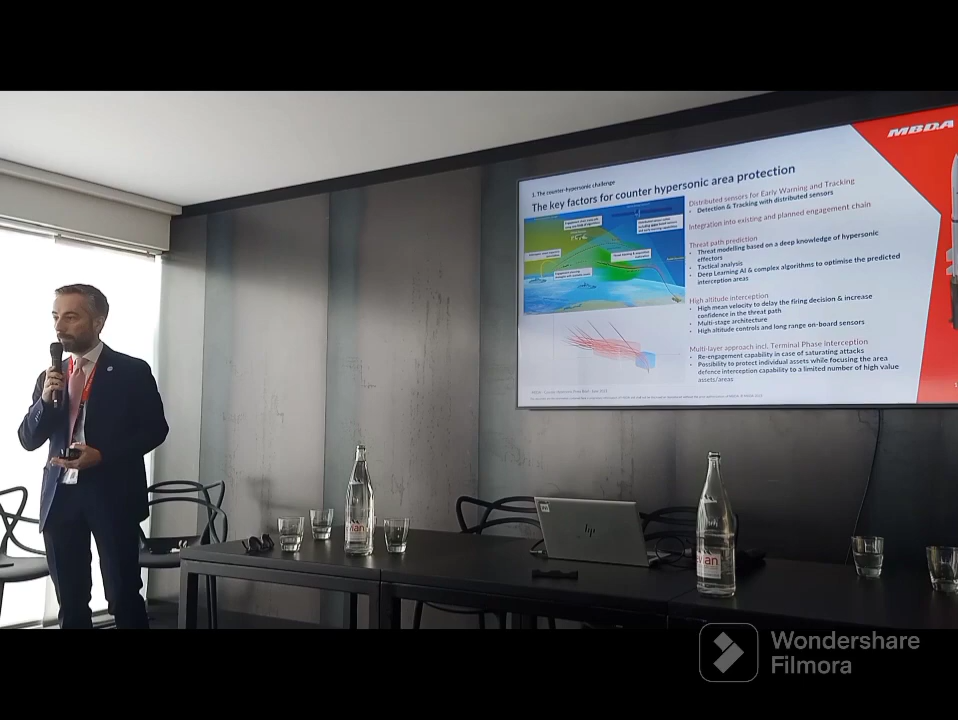 MBDA
1. The counter-hypersonic challenge
The key factors for counter hypersonic area protection
Distributed sensors for Early Warning and Tracking
• Detection & Tracking with distributed sensors
Integration into existing and planned engagement chain
Threat path prediction
• Threat modelling based on a deep knowledge of hypersonic
effectors
• Tactical analysis
• Deep Learning AI & complex algorithms to optimise the predicted
interception areas
High altitude interception
• High mean velocity to delay the firing decision & increase
confidence in the threat path
• Multi-stage architecture
• High altitude controls and long range on-board sensors
Multi-layer approach incl. Terminal Phase interception
• Re-engagement capability in case of saturating attacks
• Possibility to protect individual assets while focusing the area
defence interception capability to a limited number of high value
assets/areas
hp
evian
Wondershare
Filmora